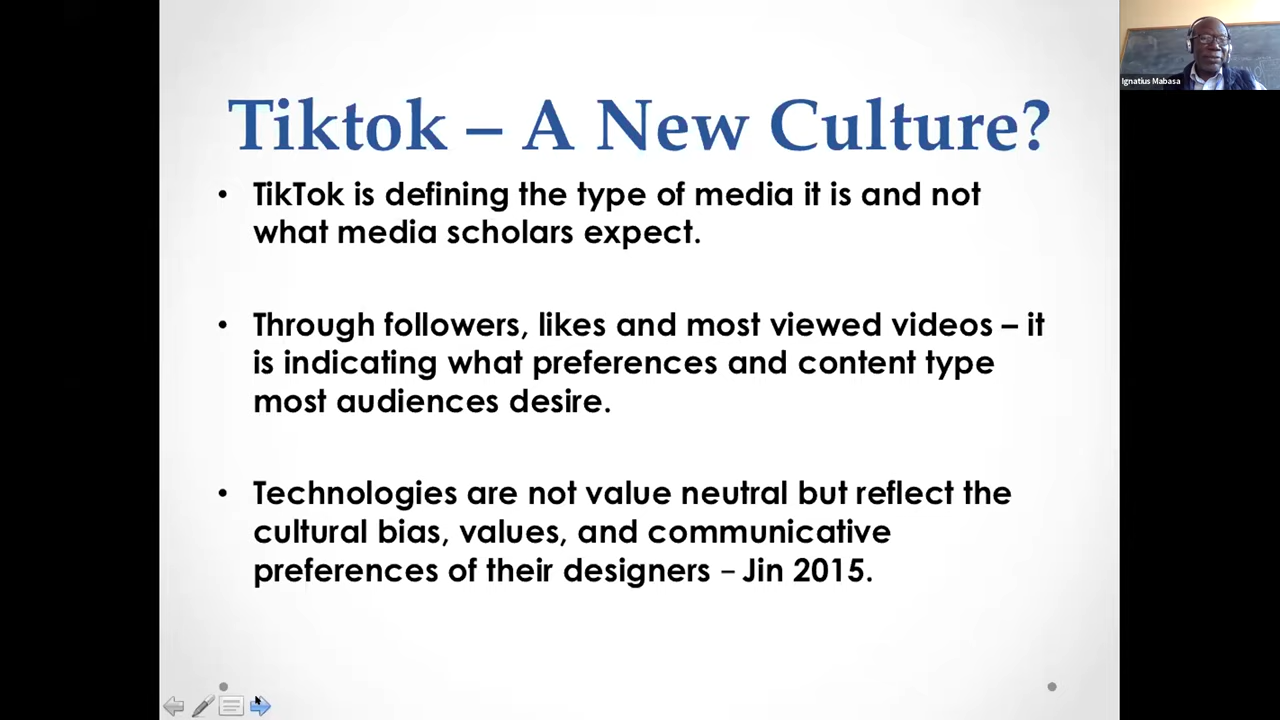 Tiktok – A New Culture?
• TikTok is defining the type of media it is and not
what media scholars expect.
• Through followers, likes and most viewed videos – it
is indicating what preferences and content type
most audiences desire.
• Technologies are not value neutral but reflect the
cultural bias, values, and communicative
preferences of their designers – Jin 2015.
Ignatius Mabasa